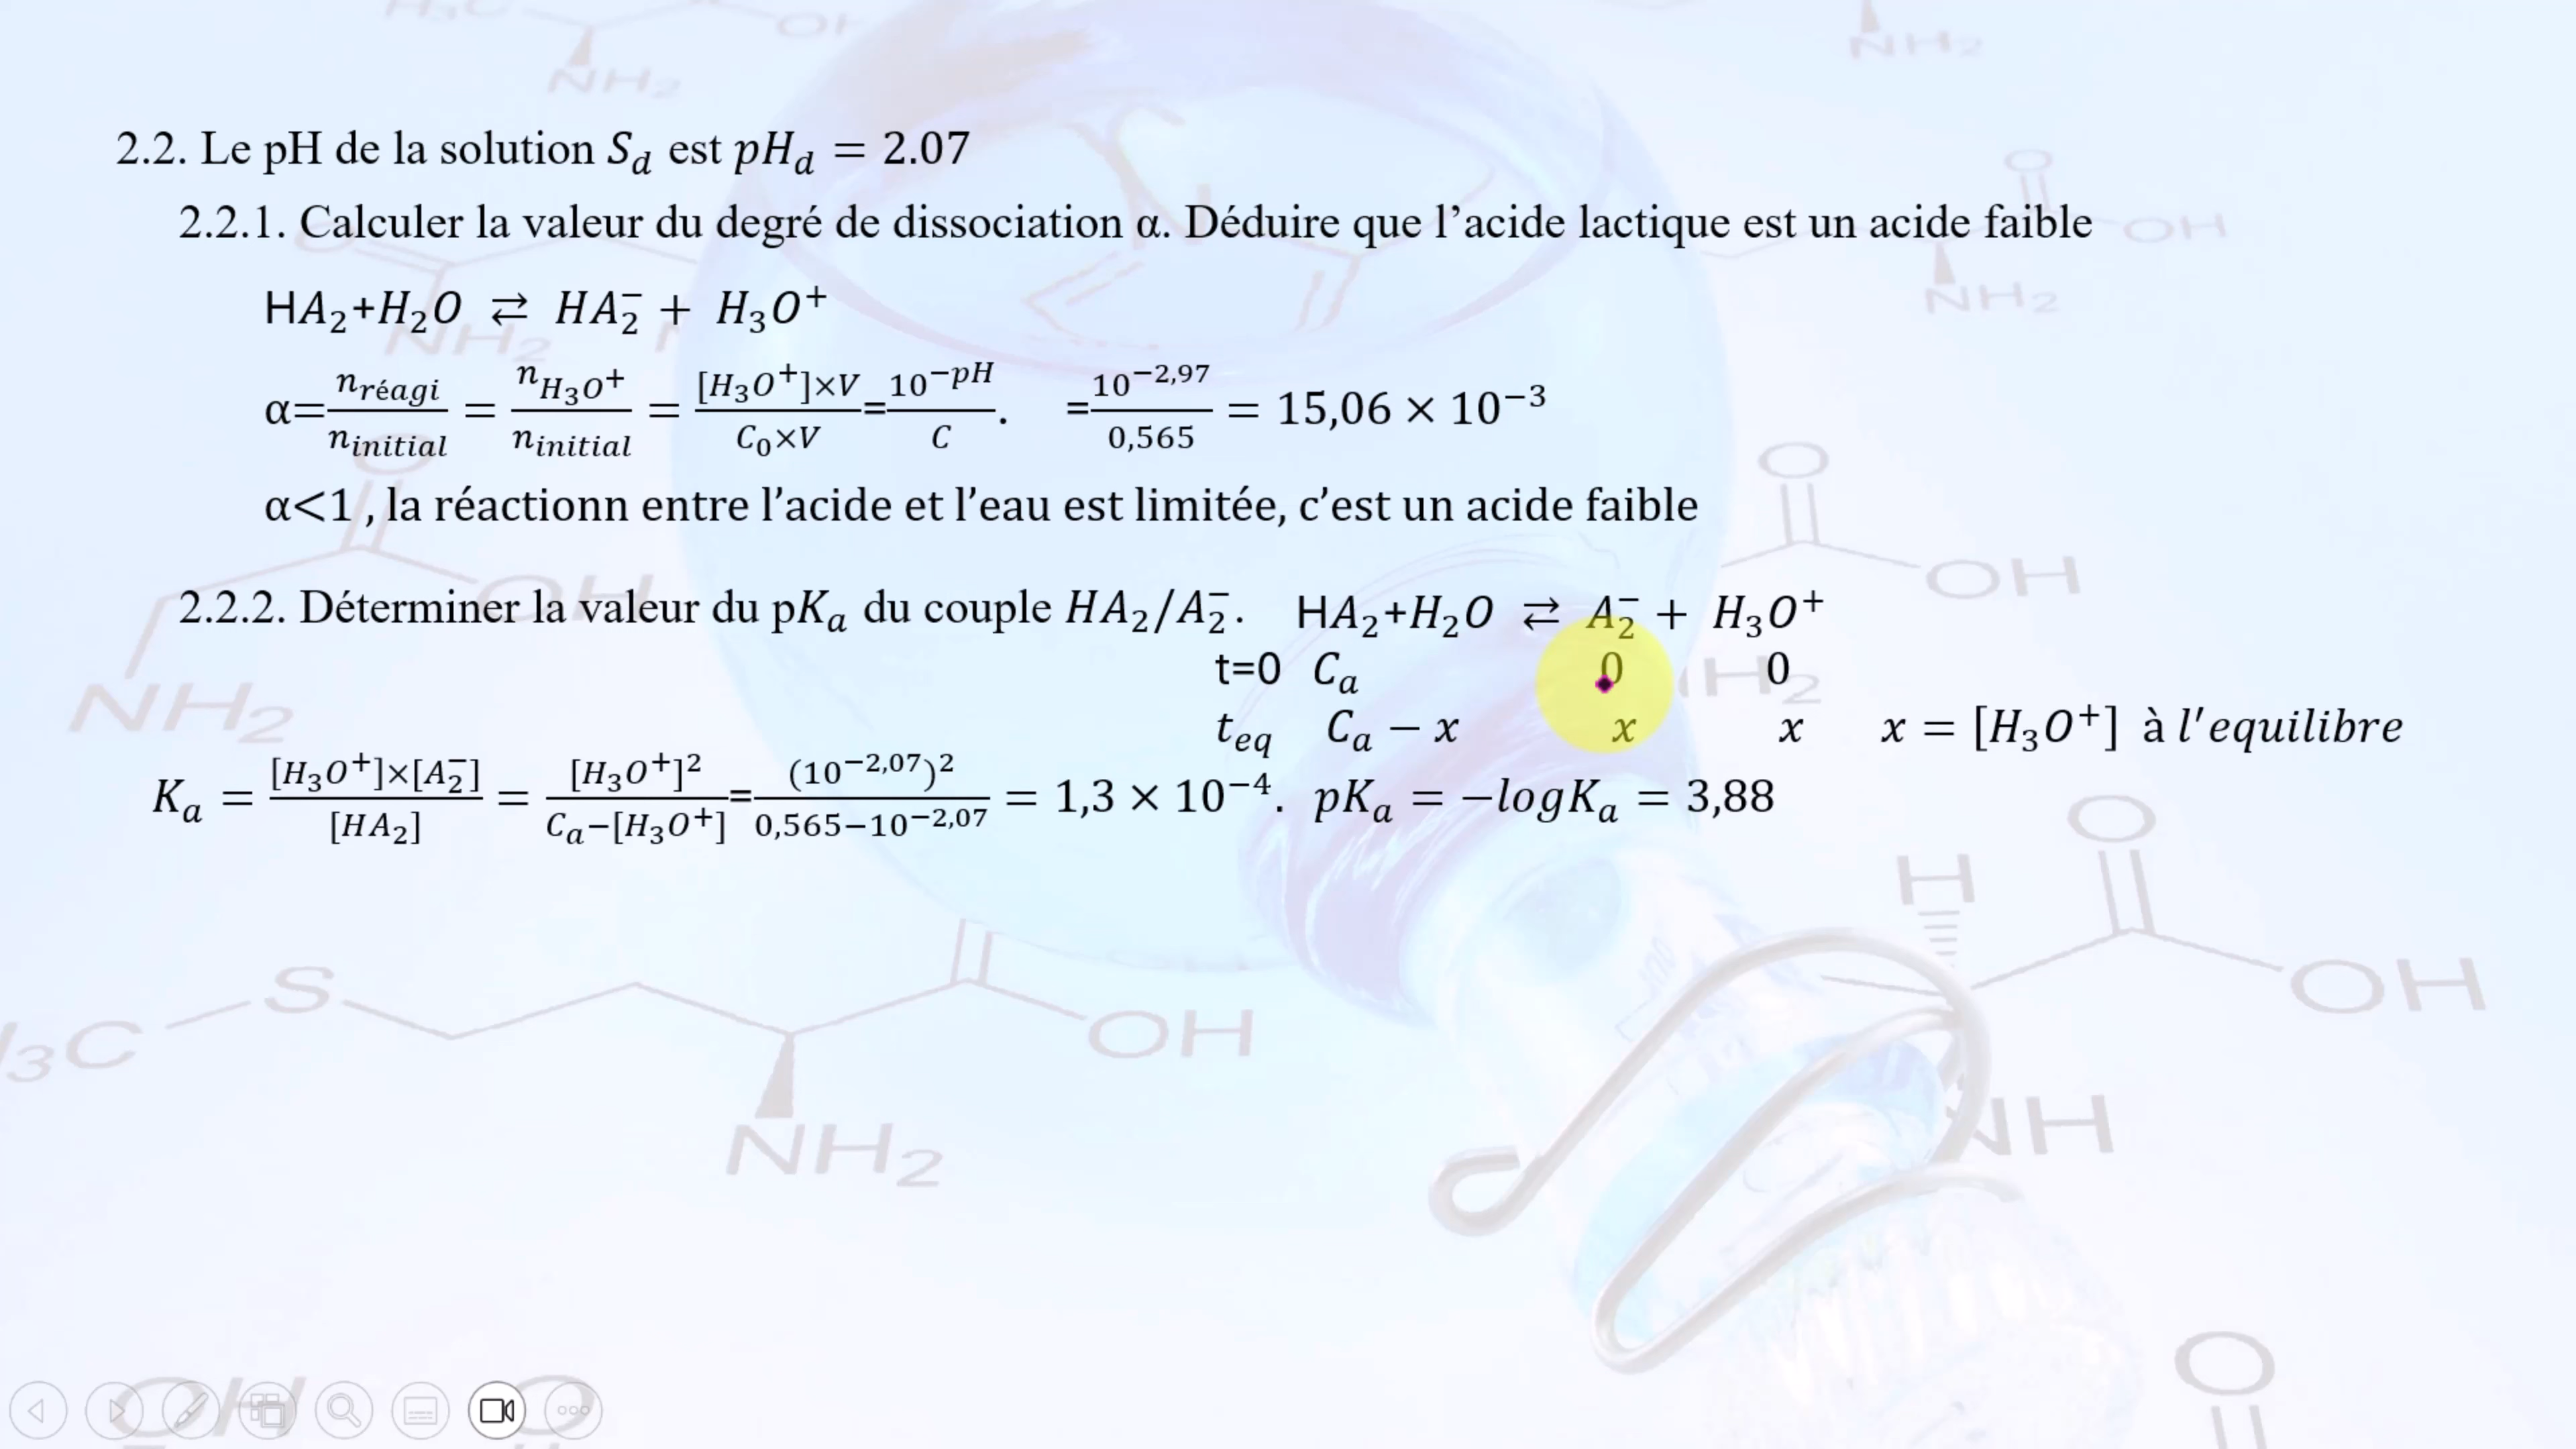 2.2. Le pH de la solution S_d est pH_d = 2.07
2.2.1. Calculer la valeur du degré de dissociation α. Déduire que l’acide lactique est un acide faible
HA₂+H₂O ⇄ HA₂⁻ + H₃O⁺
α=n_réagi/n_initial = n_H₃O⁺/n_initial = [H₃O⁺]×V/C₀×V=10^−pH/C. =10^−2,97/0,565 = 15,06 × 10⁻³
α<1 , la réactionn entre l’acide et l’eau est limitée, c’est un acide faible
2.2.2. Déterminer la valeur du pK_a du couple HA₂/A₂⁻. HA₂+H₂O ⇄ A₂⁻ + H₃O⁺
t=0 C_a 0 0
t_eq C_a − x x x x = [H₃O⁺] à l'equilibre
K_a = [H₃O⁺]×[A₂⁻]/[HA₂] = [H₃O⁺]²/C_a−[H₃O⁺]=(10^−2,07)²/0,565−10^−2,07 = 1,3 × 10⁻⁴. pK_a = −logK_a = 3,88